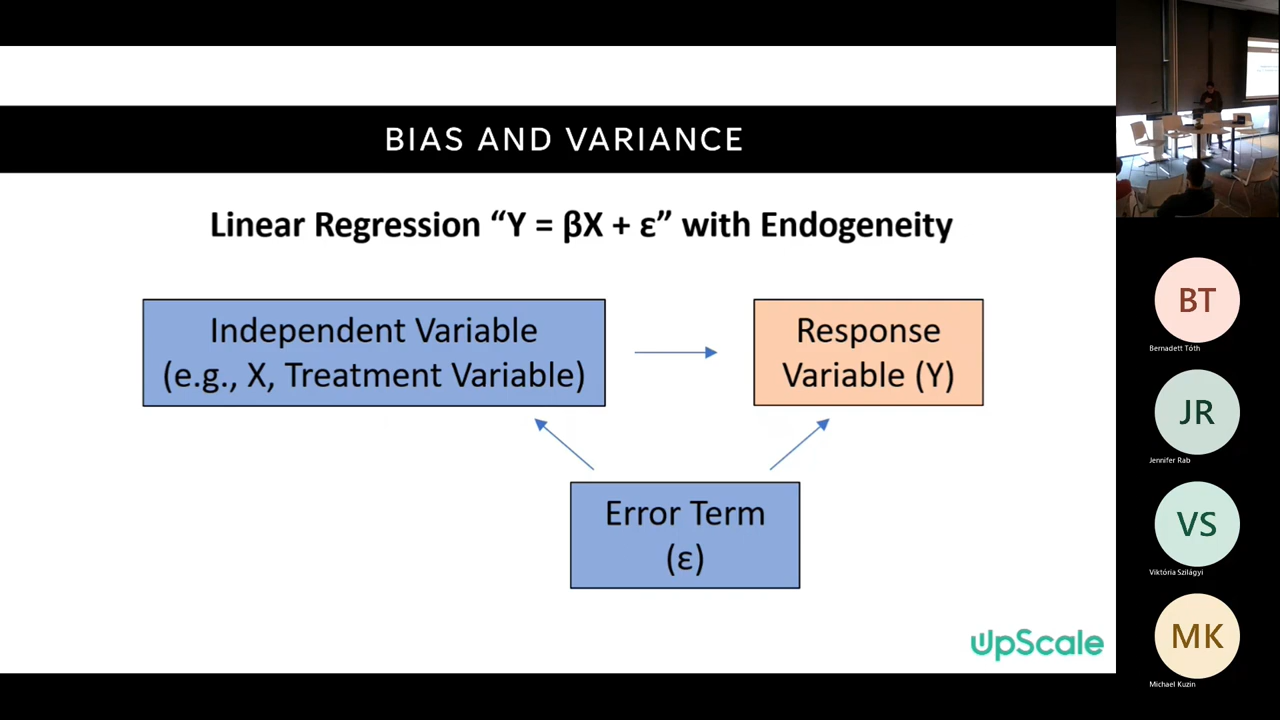 BIAS AND VARIANCE
Linear Regression “Y = βX + ε” with Endogeneity
Independent Variable
(e.g., X, Treatment Variable)
Response
Variable (Y)
Error Term
(ε)
UpScale
BT
Bernadett Tóth
JR
Jennifer Rab
VS
Viktória Szilágyi
MK
Michael Kuzin